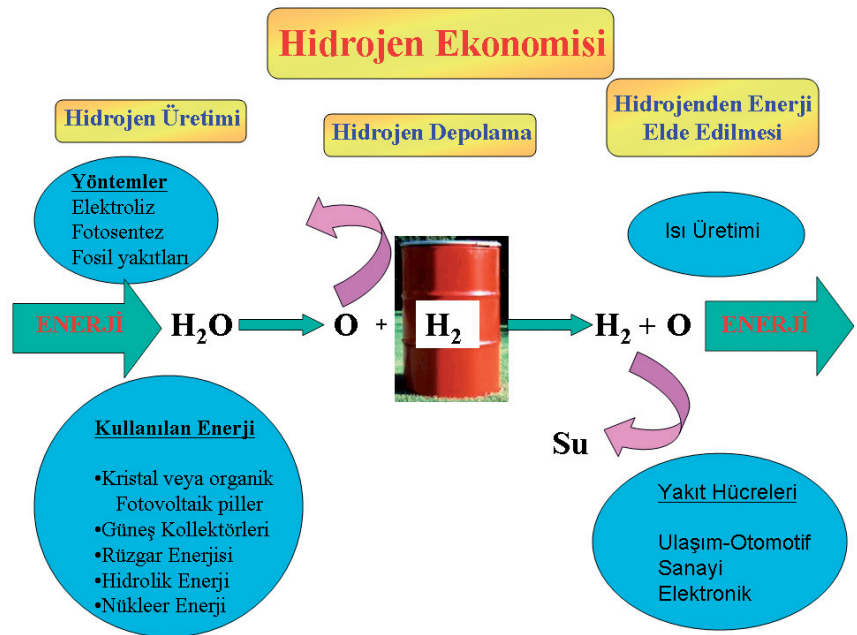 Hidrojen Ekonomisi
Hidrojen Üretimi
Hidrojen Depolama
Hidrojenden Enerji
Elde Edilmesi
Yöntemler
Elektroliz
Fotosentez
Fosil yakıtları
Isı Üretimi
ENERJİ
H₂O
O + H₂
H₂ + O
ENERJİ
Su
Kullanılan Enerji
•Kristal veya organik
Fotovoltaik piller
•Güneş Kollektörleri
•Rüzgar Enerjisi
•Hidrolik Enerji
•Nükleer Enerji
Yakıt Hücreleri
Ulaşım-Otomotif
Sanayi
Elektronik